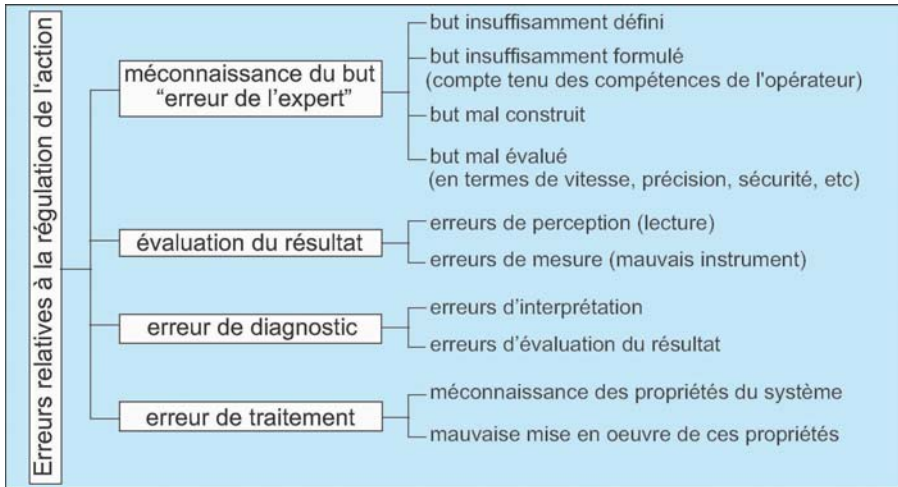 Erreurs relatives à la régulation de l'action
méconnaissance du but
“erreur de l'expert”
but insuffisamment défini
but insuffisamment formulé
(compte tenu des compétences de l'opérateur)
but mal construit
but mal évalué
(en termes de vitesse, précision, sécurité, etc)
évaluation du résultat
erreurs de perception (lecture)
erreurs de mesure (mauvais instrument)
erreur de diagnostic
erreurs d'interprétation
erreurs d'évaluation du résultat
erreur de traitement
méconnaissance des propriétés du système
mauvaise mise en oeuvre de ces propriétés